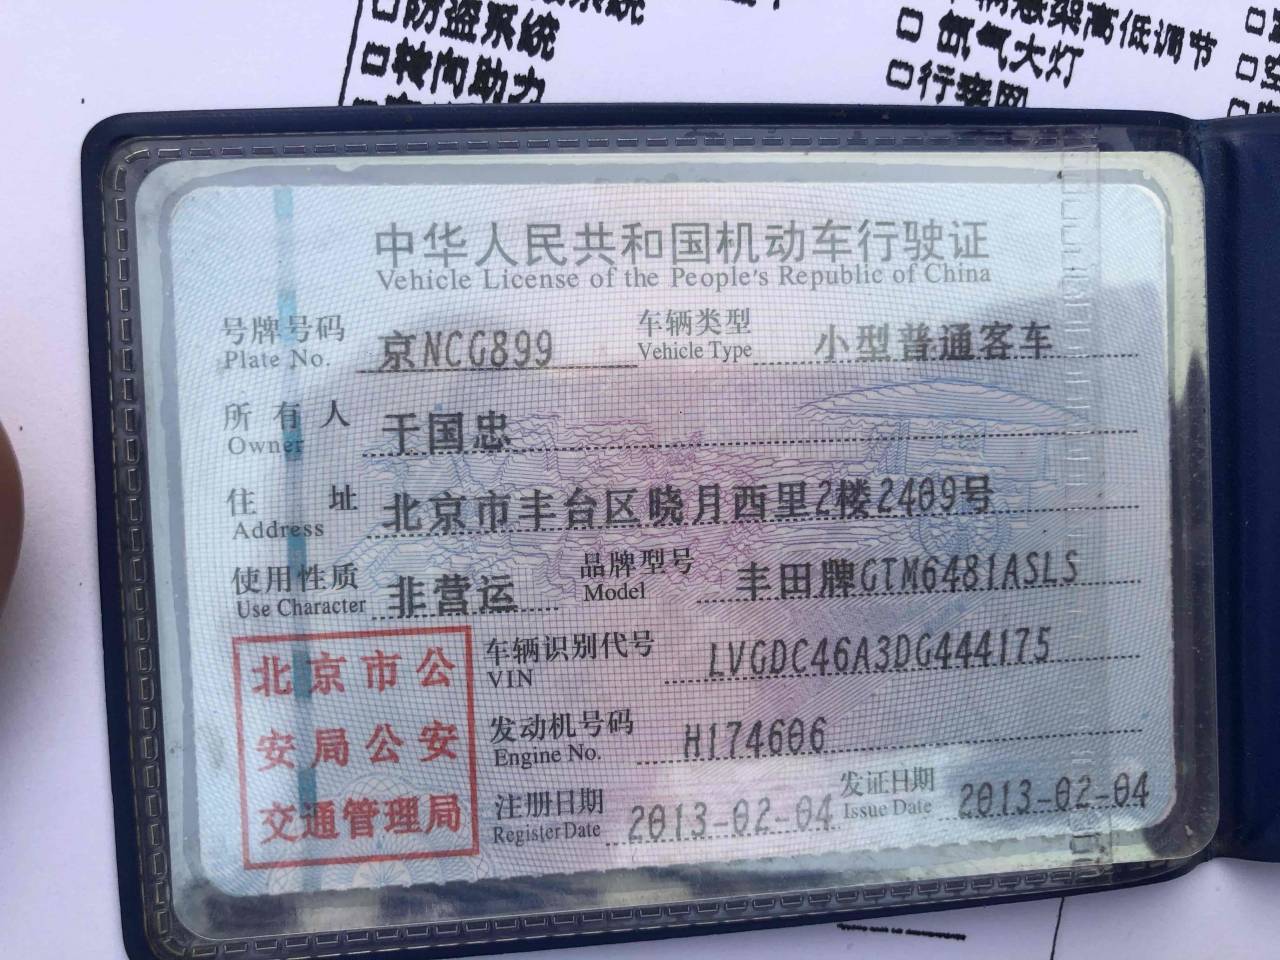 防盗系统
转向助力
悬架高低调节
氙气大灯
中华人民共和国机动车行驶证
Vehicle License of the People's Republic of China
号牌号码 京NCG899 车辆类型 小型普通客车
Plate No. Vehicle Type
所有人 于国忠
Owner
住址 北京市丰台区晓月西里2楼2409号
Address
使用性质 非营运 品牌型号 丰田牌GTM6481ASLS
Use Character Model
北京市公
安局公安
交通管理局
车辆识别代号 LVGDC46A3DG444175
VIN
发动机号码 H174606
Engine No.
注册日期 2013-02-04 发证日期 2013-02-04
Register Date Issue Date